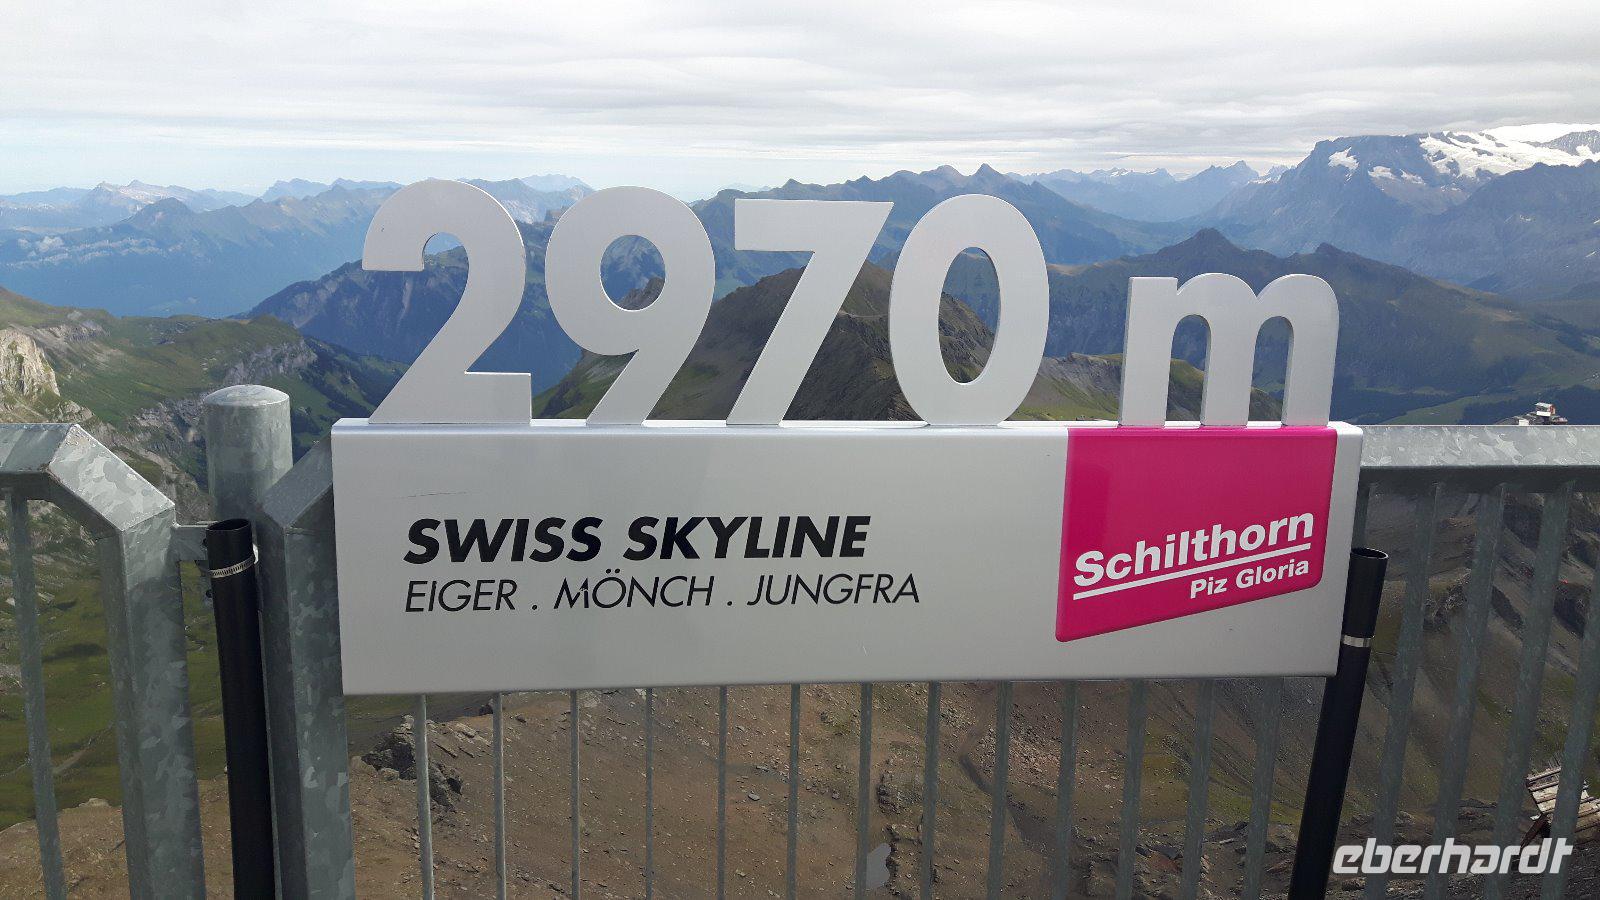 2970 m
SWISS SKYLINE
EIGER . MÖNCH . JUNGFRA
Schilthorn
Piz Gloria
eberhardt